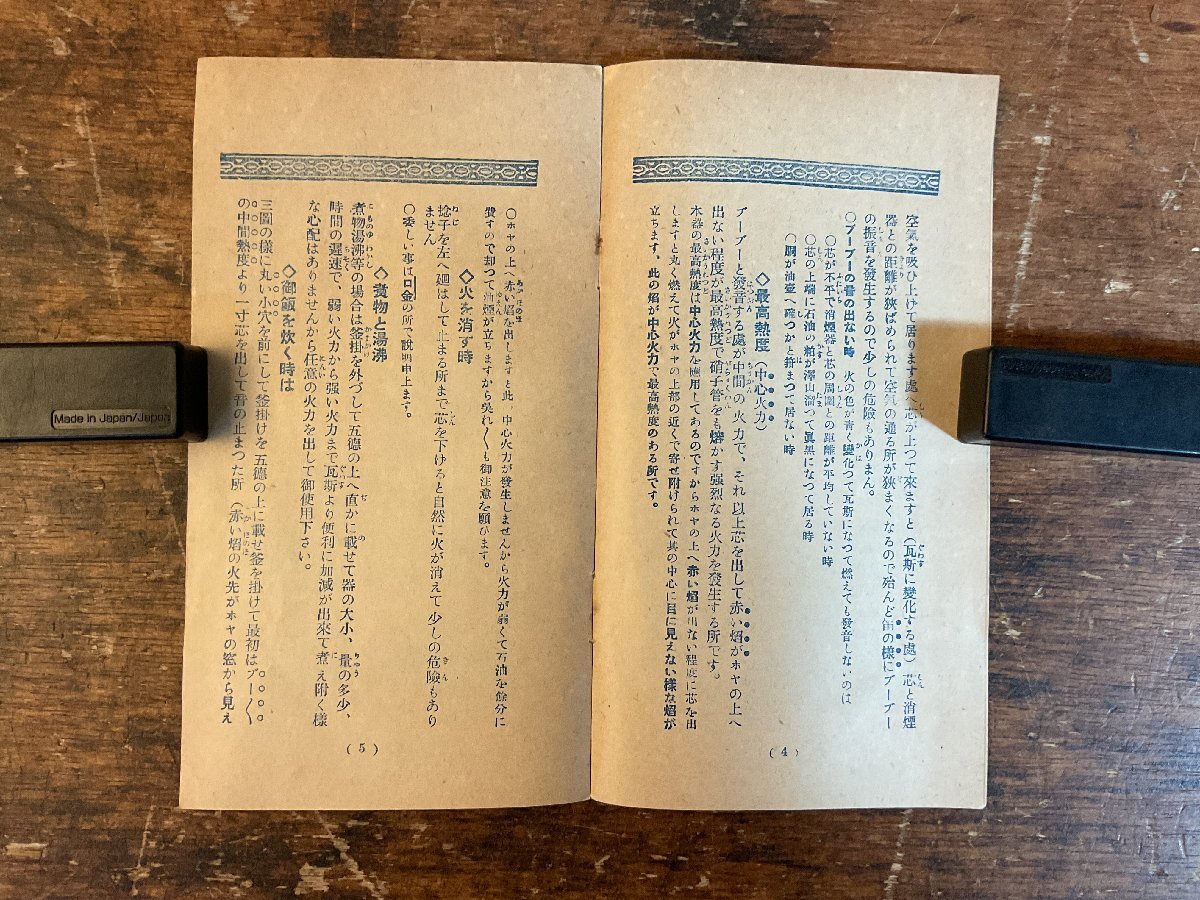 空氣を吸ひ上げて居ります處へ芯が上つて來ますと（瓦斯に變化する處）芯と消煙
器との距離が狹ばめられて空氣の通る所が狹まくなるので殆んど笛の樣にブーブー
の振音を發生するので少しの危險もありまん。
〇ブーブーの音の出ない時　火の色が靑く變化つて瓦斯になつて燃えても發音しないのは
〇芯が不平で消煙器と芯の周圍との距離が平均していない時
〇芯の上端に石油の粕が澤山溜つて眞黑になつて居る時
〇胴が油壺へ確つかと箝まつて居ない時
◇最高熱度（中心火力）
ブーブーと發音する處が中間の火力で、それ以上芯を出して赤い焰がホヤの上へ
出ない程度が最高熱度で硝子管をも熔かす强烈なる火力を發生する所です。
本器の最高熱度は中心火力を應用してあるのですからホヤの上へ赤い焰が出ない程度に芯を出
しますと丸く燃えて火がホヤの上部の近くで寄せ附けられて其の中心に目に見えない樣な焰が
立ちます、此の焰が中心火力で最高熱度のある所です。
(4)
〇ホヤの上へ赤い焰を出しますと此、中心火力が發生しませんから火力が弱くて石油を餘分に
費すので却つて油煙が立ちますから吳れ〲も御注意を願ひます。
◇火を消す時
捻子を左へ廻はして止まる所まで芯を下げると自然に火が消えて少しの危險もあり
ません
〇委しい事は口金の所で說明申上ます。
◇煑物と湯沸
煮物湯沸等の場合は釜掛を外づして五德の上へ直かに載せて器の大小、量の多少、
時間の遲速で、弱い火力から强い火力まで瓦斯より便利に加減が出來て煮え附く樣
な心配はありませんから任意の火力を出して御使用下さい。
◇御飯を炊く時は
三圖の樣に丸い小穴を前にして釜掛けを五德の上に載せ釜を掛けて最初はブー〱
の中間熱度より一寸芯を出して音の止まつた所（赤い焰の火先がホヤの窓から見え
(5)
Made in Japan/Japon